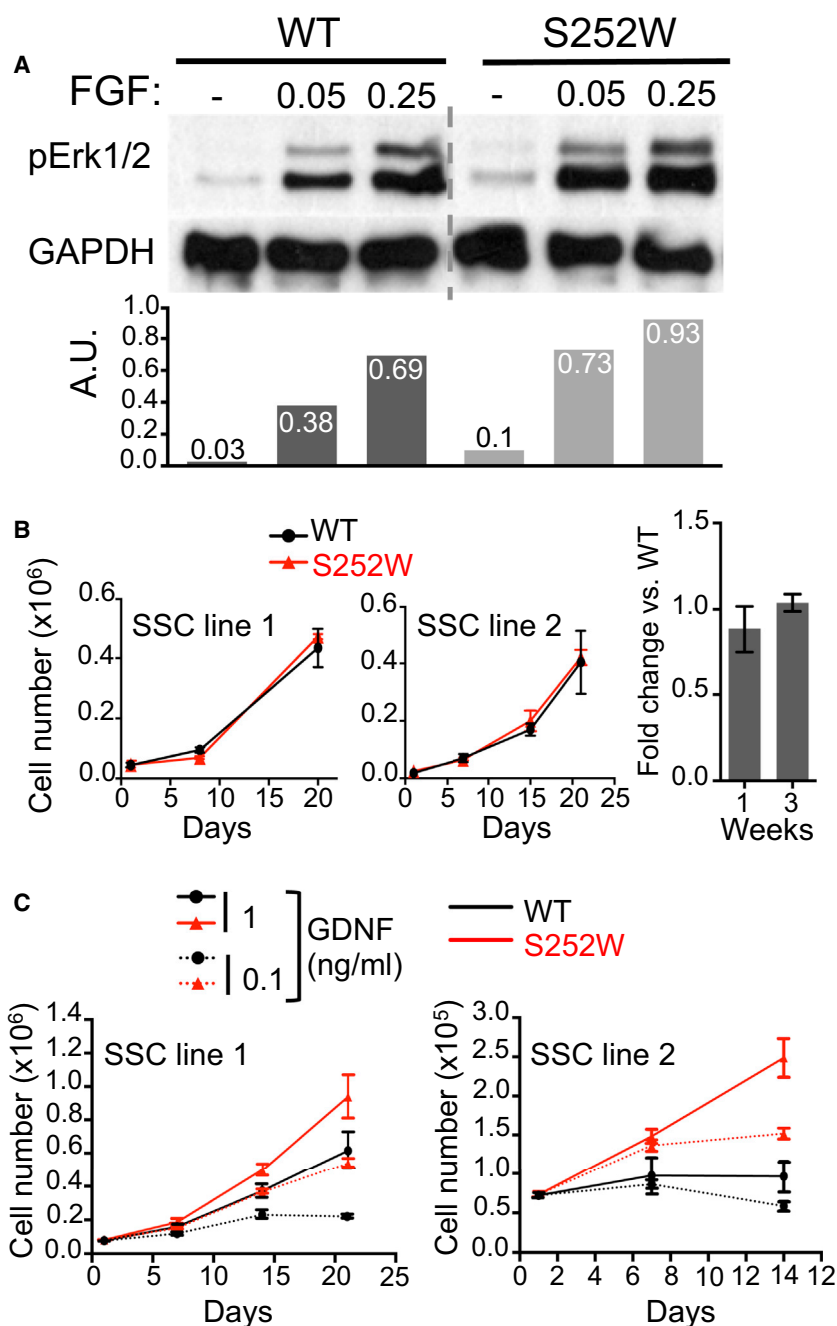 WT S252W
A
FGF: - 0.05 0.25 - 0.05 0.25
pErk1/2
GAPDH
A.U.
1.0
0.8
0.6
0.4
0.2
0.0
0.03 0.38 0.69 0.1 0.73 0.93
B
WT
S252W
Cell number (x10⁶)
SSC line 1
0.6
0.4
0.2
0.0
0 5 10 15 20
Days
SSC line 2
0.6
0.4
0.2
0.0
0 5 10 15 20 25
Days
Fold change vs. WT
1.5
1.0
0.5
0.0
1 3
Weeks
C
1
0.1
GDNF
(ng/ml)
WT
S252W
Cell number (x10⁶)
SSC line 1
1.4
1.2
1.0
0.8
0.6
0.4
0.2
0.0
0 5 10 15 20 25
Days
Cell number (x10⁵)
SSC line 2
3.0
2.5
2.0
1.5
1.0
0.5
0.0
0 2 4 6 8 10 12 14 12
Days